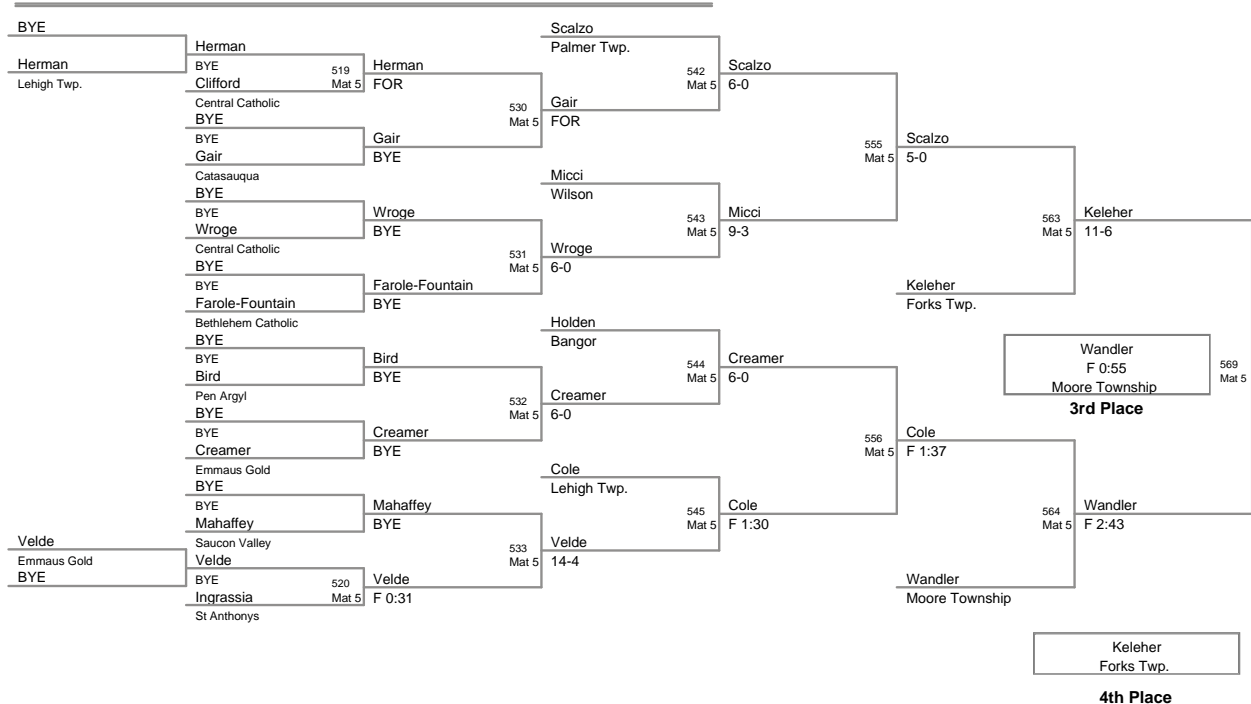 BYE
Herman
Lehigh Twp.
Velde
Emmaus Gold
BYE
Herman
BYE
Clifford
Central Catholic
BYE
BYE
Gair
Catasauqua
BYE
BYE
Wroge
Central Catholic
BYE
BYE
Farole-Fountain
Bethlehem Catholic
BYE
BYE
Bird
Pen Argyl
BYE
BYE
Creamer
Emmaus Gold
BYE
BYE
Mahaffey
Saucon Valley
Velde
BYE
Ingrassia
St Anthonys
519
Mat 5
520
Mat 5
Herman
FOR
Gair
BYE
Wroge
BYE
Farole-Fountain
BYE
Bird
BYE
Creamer
BYE
Mahaffey
BYE
Velde
F 0:31
530
Mat 5
531
Mat 5
532
Mat 5
533
Mat 5
Scalzo
Palmer Twp.
Gair
FOR
Micci
Wilson
Wroge
6-0
Holden
Bangor
Creamer
6-0
Cole
Lehigh Twp.
Velde
14-4
542
Mat 5
543
Mat 5
544
Mat 5
545
Mat 5
Scalzo
6-0
Micci
9-3
Creamer
6-0
Cole
F 1:30
555
Mat 5
556
Mat 5
Scalzo
5-0
Keleher
Forks Twp.
Cole
F 1:37
Wandler
Moore Township
563
Mat 5
564
Mat 5
Keleher
11-6
Wandler
F 2:43
569
Mat 5
Wandler
F 0:55
Moore Township
3rd Place
Keleher
Forks Twp.
4th Place